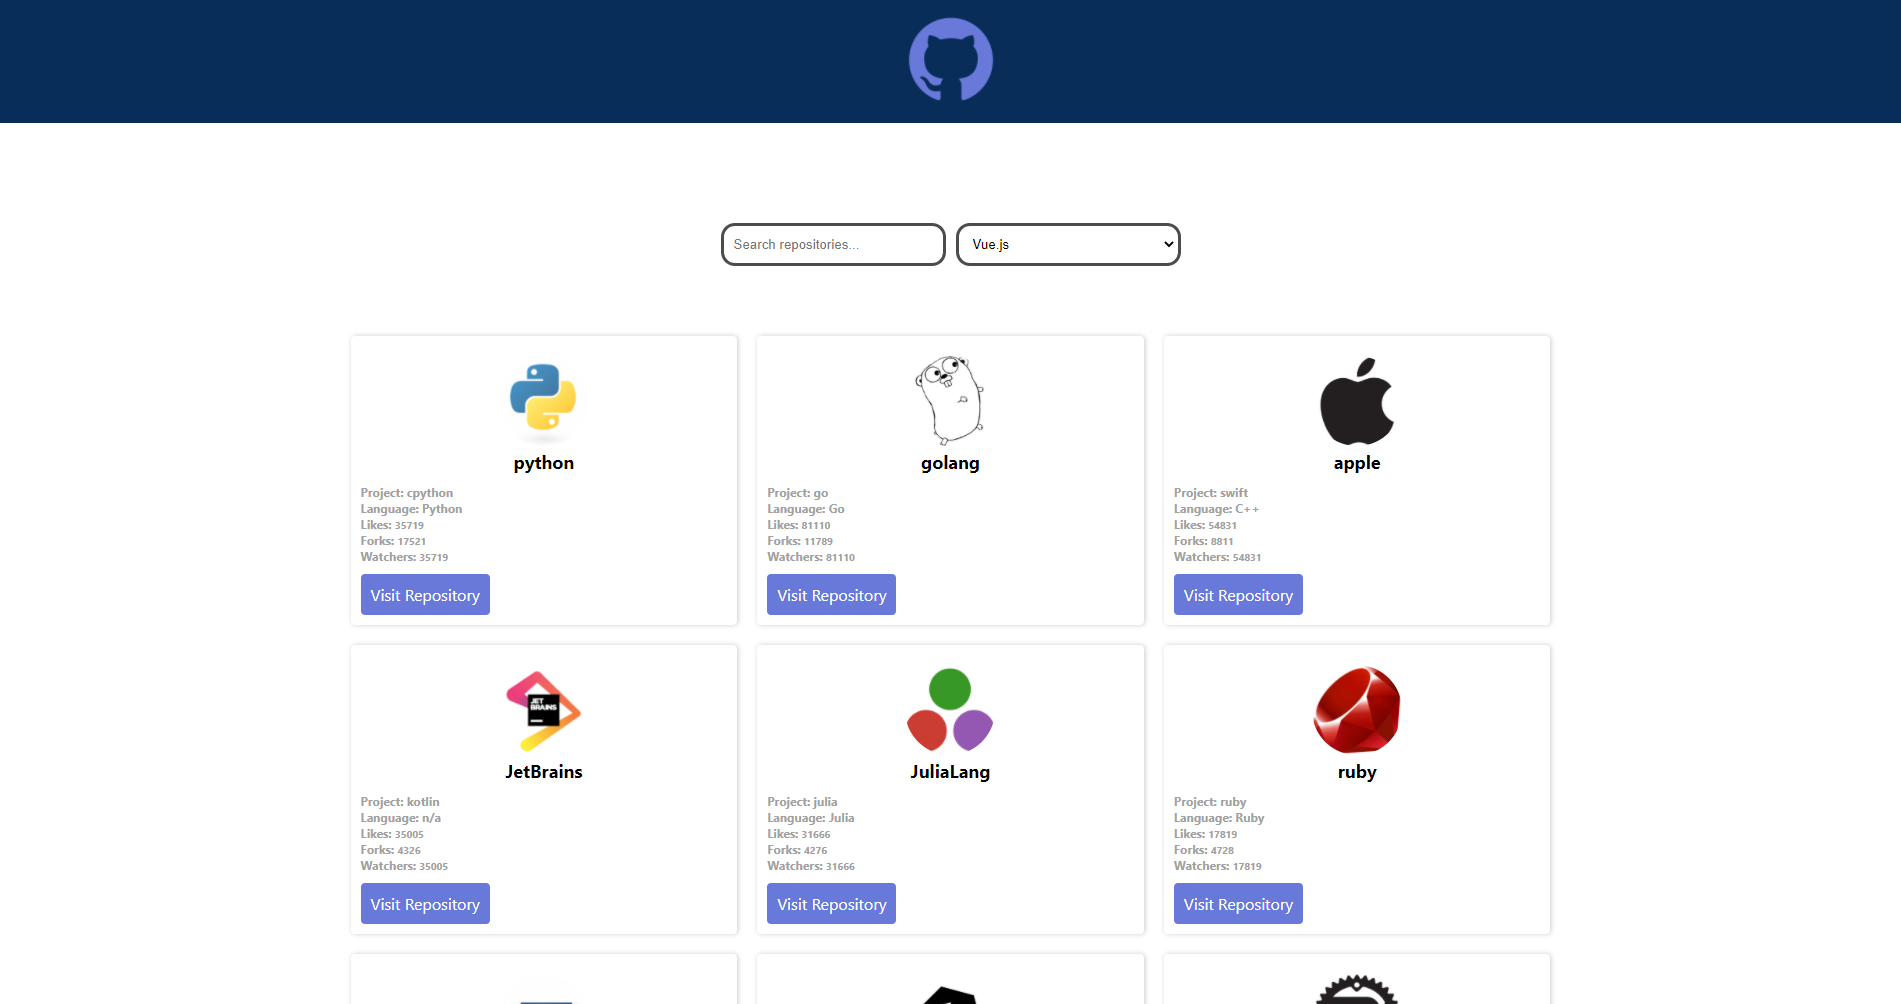 Search repositories...
Vue.js
python
Project: cpython
Language: Python
Likes: 35719
Forks: 17521
Watchers: 35719
Visit Repository
golang
Project: go
Language: Go
Likes: 81110
Forks: 11789
Watchers: 81110
Visit Repository
apple
Project: swift
Language: C++
Likes: 54831
Forks: 8811
Watchers: 54831
Visit Repository
JET
BRAINS
JetBrains
Project: kotlin
Language: n/a
Likes: 35005
Forks: 4326
Watchers: 35005
Visit Repository
JuliaLang
Project: julia
Language: Julia
Likes: 31666
Forks: 4276
Watchers: 31666
Visit Repository
ruby
Project: ruby
Language: Ruby
Likes: 17819
Forks: 4728
Watchers: 17819
Visit Repository